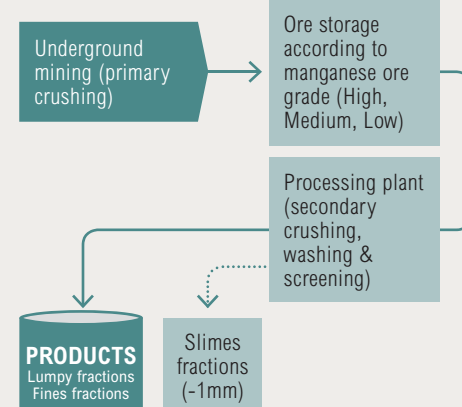 Underground
mining (primary
crushing)
Ore storage
according to
manganese ore
grade (High,
Medium, Low)
Processing plant
(secondary
crushing,
washing &
screening)
PRODUCTS
Lumpy fractions
Fines fractions
Slimes
fractions
(-1mm)